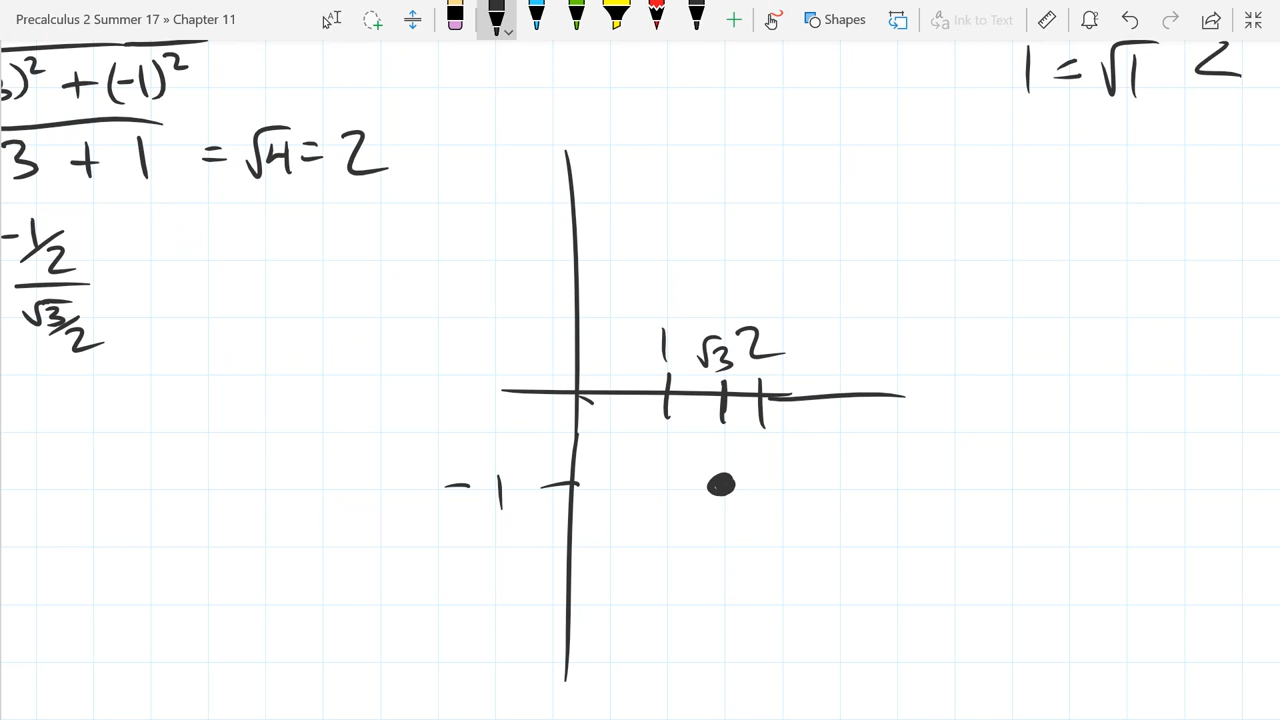 Precalculus 2 Summer 17 » Chapter 11
Shapes
Ink to Text
)² + (-1)²
3 + 1 = √4 = 2
-1/2
√3/2
1 = √1 <
1 √3 2
-1